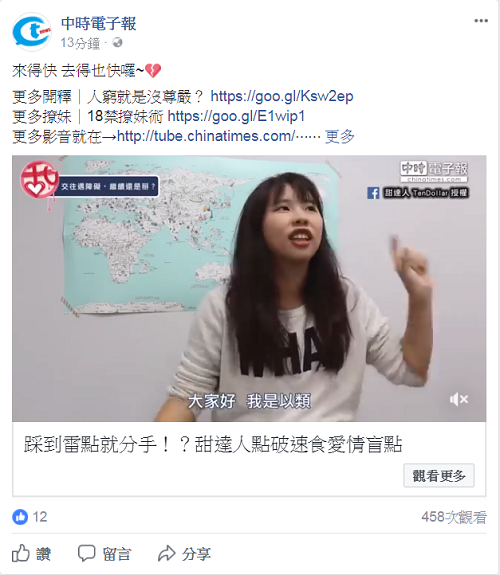 中時電子報
13分鐘 ·
來得快 去得也快囉~💔
更多開釋│人窮就是沒尊嚴？ https://goo.gl/Ksw2ep
更多撩妹│18禁撩妹術 https://goo.gl/E1wip1
更多影音就在→http://tube.chinatimes.com/⋯⋯ 更多
交往遇障礙，繼續還是掰？
中時電子報
chinatimes.com
甜達人 TenDollar 授權
WHA
大家好 我是以類
踩到雷點就分手！？甜達人點破速食愛情盲點
觀看更多
12
458次觀看
讚 留言 分享